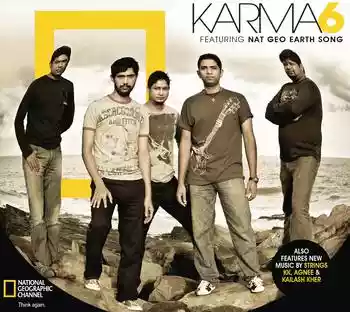 KARMA6
FEATURING NAT GEO EARTH SONG
ABERCROMBIE
ALSO
FEATURES NEW
MUSIC BY STRINGS
KK, AGNEE &
KAILASH KHER
NATIONAL
GEOGRAPHIC
CHANNEL
Think again.